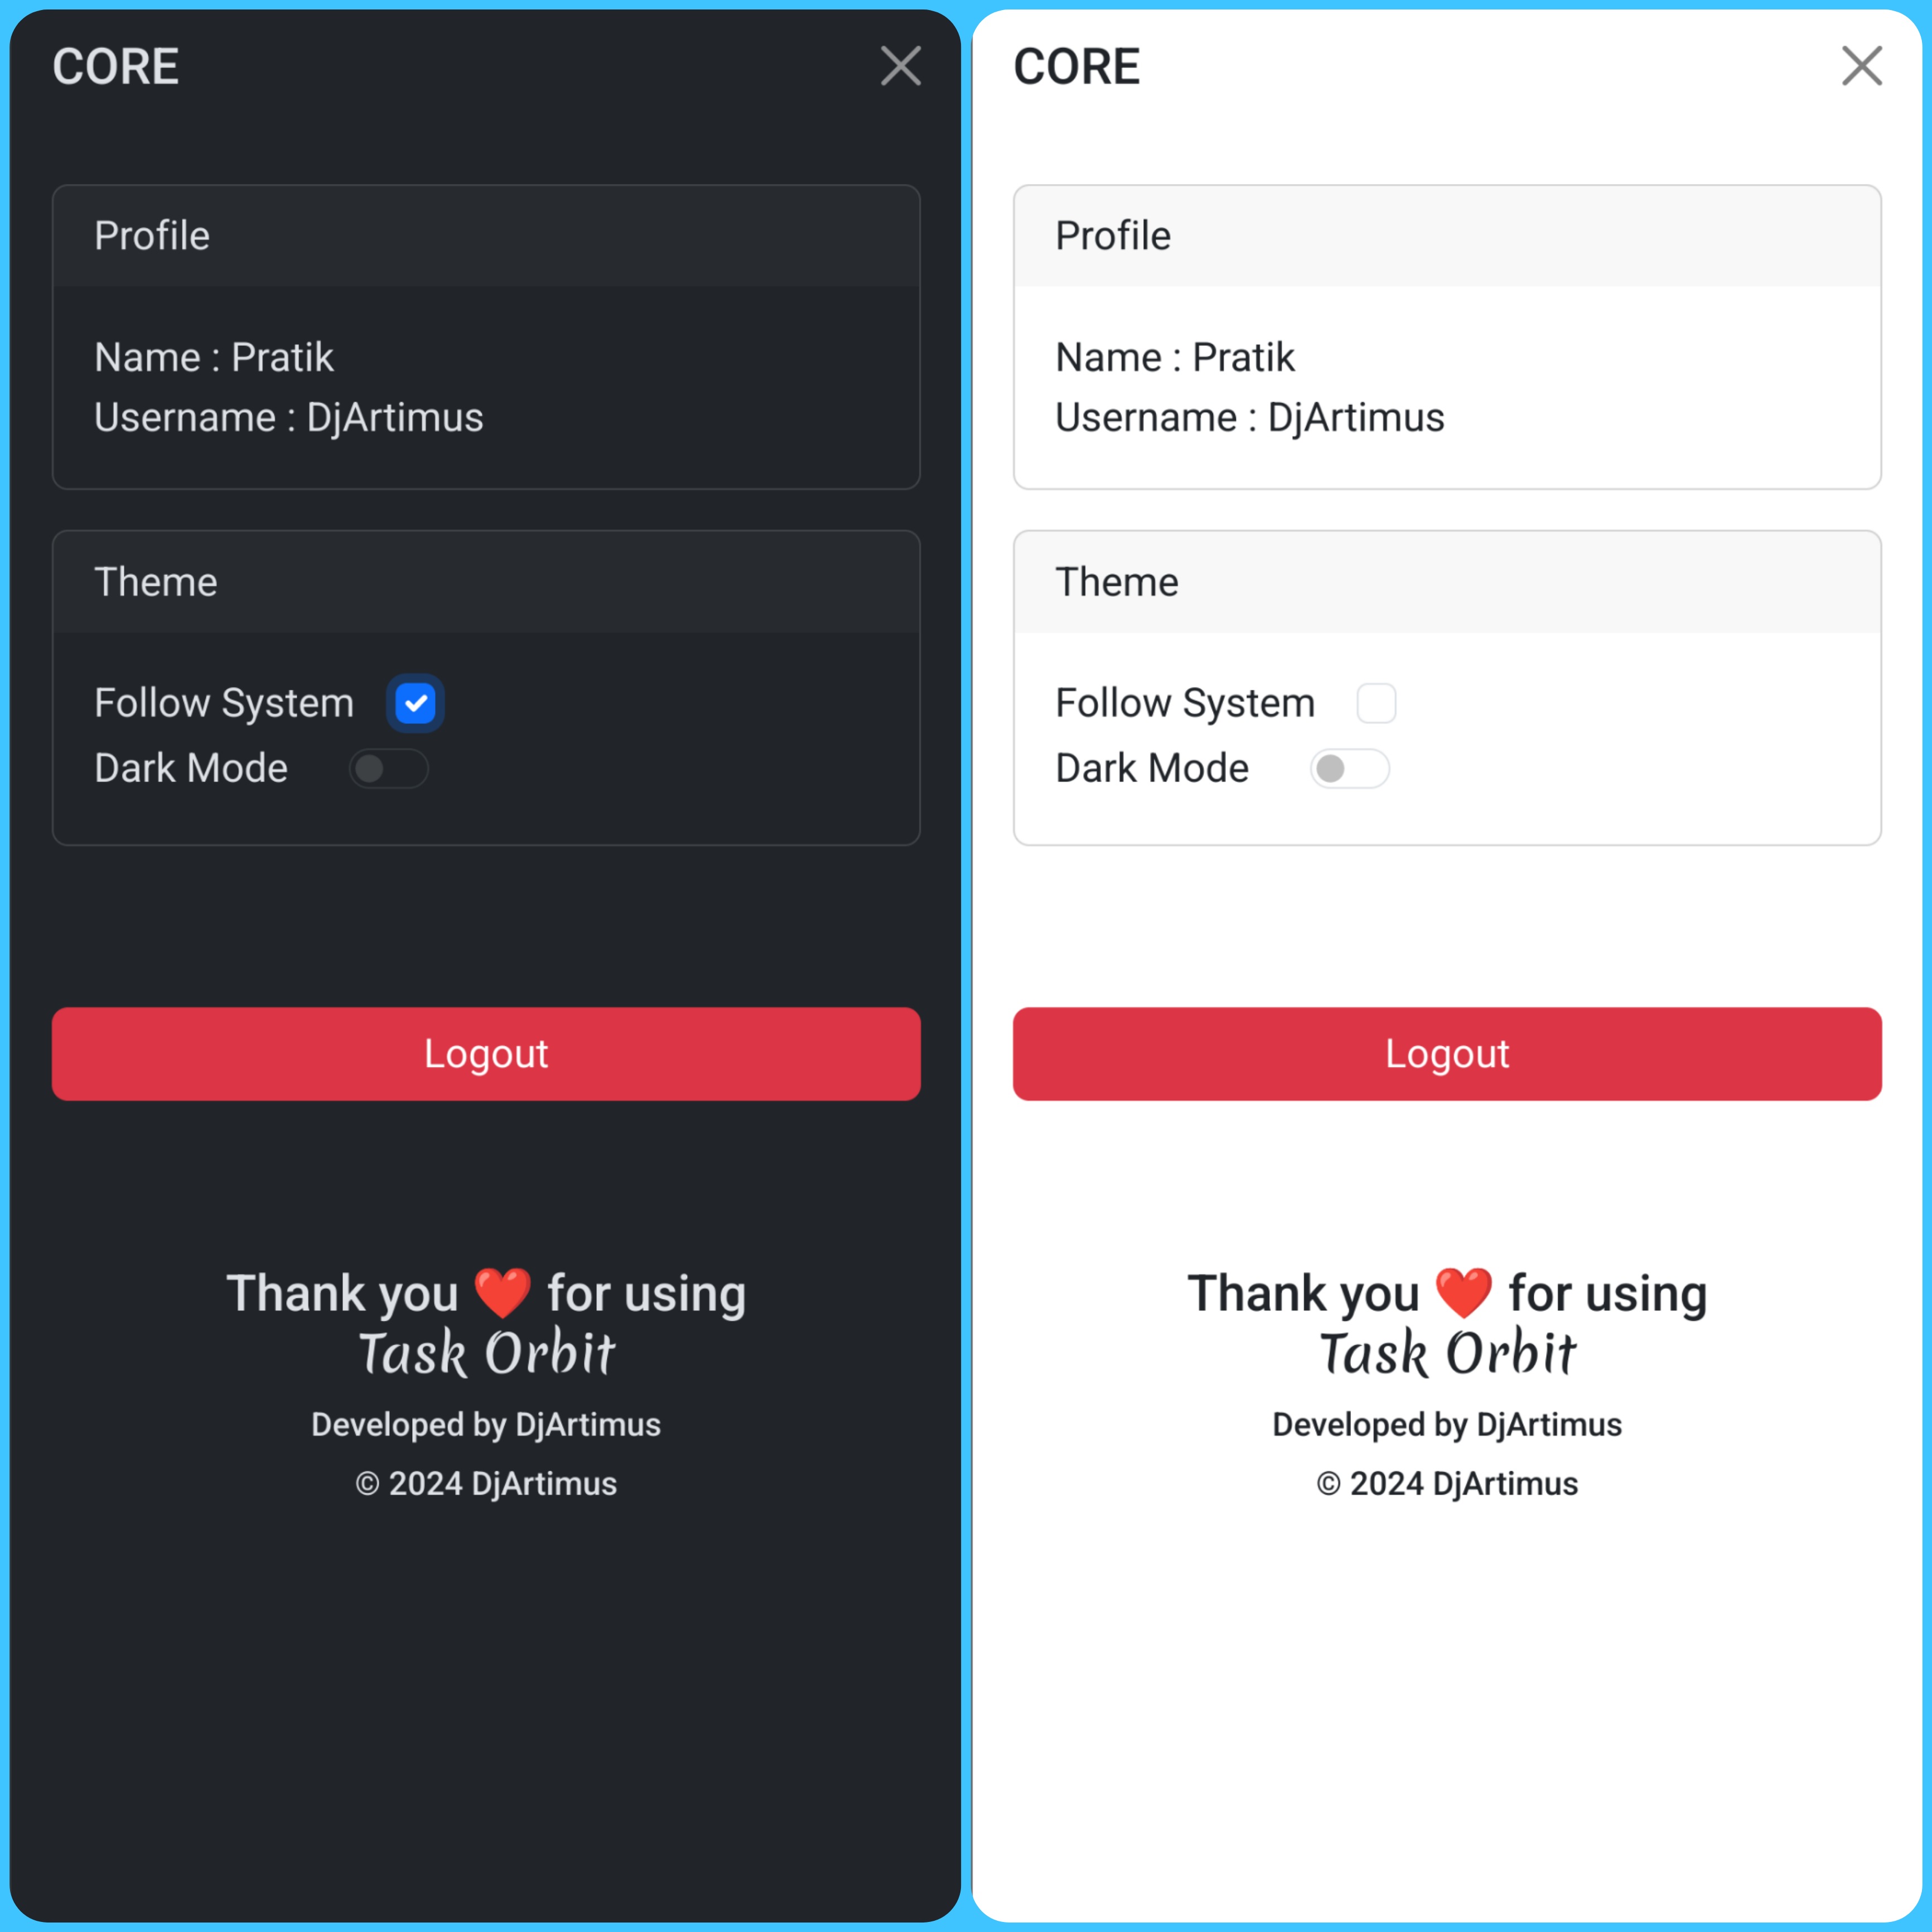 CORE
Profile
Name : Pratik
Username : DjArtimus
Theme
Follow System
Dark Mode
Logout
Thank you ❤️ for using
Task Orbit
Developed by DjArtimus
© 2024 DjArtimus
CORE
Profile
Name : Pratik
Username : DjArtimus
Theme
Follow System
Dark Mode
Logout
Thank you ❤️ for using
Task Orbit
Developed by DjArtimus
© 2024 DjArtimus